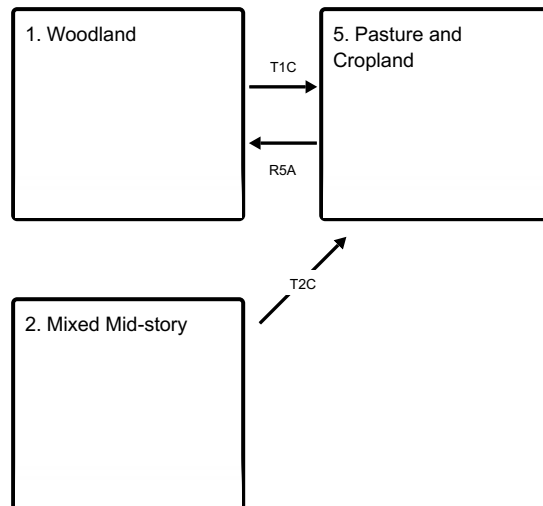 1. Woodland
5. Pasture and
Cropland
T1C
R5A
T2C
2. Mixed Mid-story